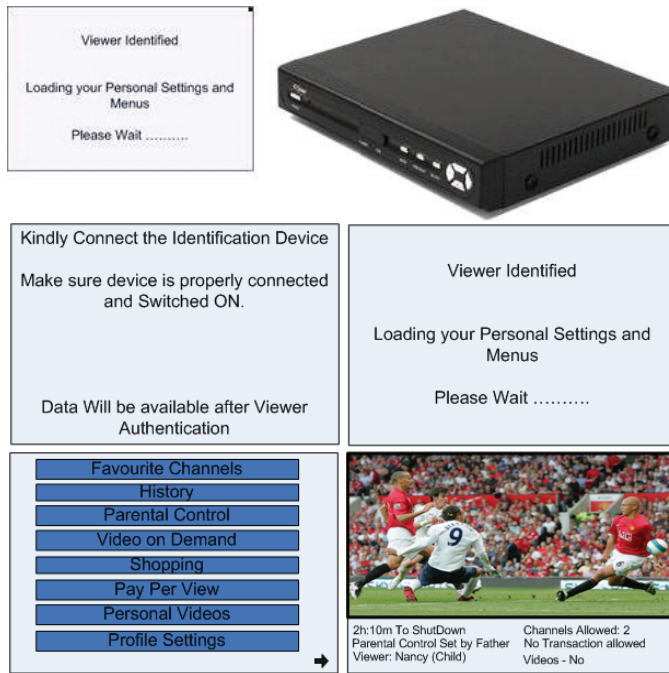 Viewer Identified
Loading your Personal Settings and
Menus
Please Wait ..........
Kindly Connect the Identification Device
Make sure device is properly connected
and Switched ON.
Data Will be available after Viewer
Authentication
Viewer Identified
Loading your Personal Settings and
Menus
Please Wait ..........
Favourite Channels
History
Parental Control
Video on Demand
Shopping
Pay Per View
Personal Videos
Profile Settings
9
2h:10m To ShutDown
Parental Control Set by Father
Viewer: Nancy (Child)
Channels Allowed: 2
No Transaction allowed
Videos - No